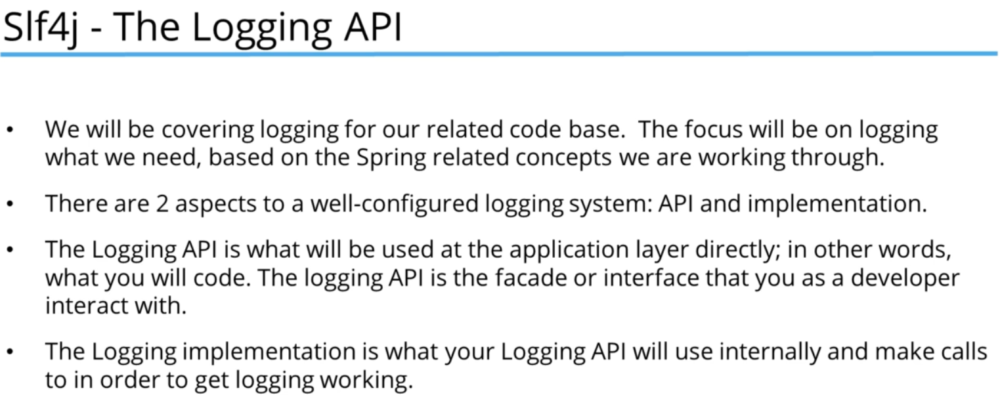 Slf4j - The Logging API
• We will be covering logging for our related code base.  The focus will be on logging
what we need, based on the Spring related concepts we are working through.
• There are 2 aspects to a well-configured logging system: API and implementation.
• The Logging API is what will be used at the application layer directly; in other words,
what you will code. The logging API is the facade or interface that you as a developer
interact with.
• The Logging implementation is what your Logging API will use internally and make calls
to in order to get logging working.